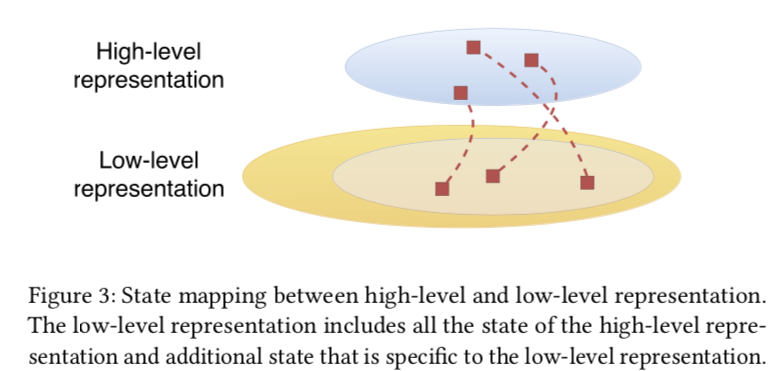 High-level
representation
Low-level
representation
Figure 3: State mapping between high-level and low-level representation.
The low-level representation includes all the state of the high-level repre-
sentation and additional state that is specific to the low-level representation.